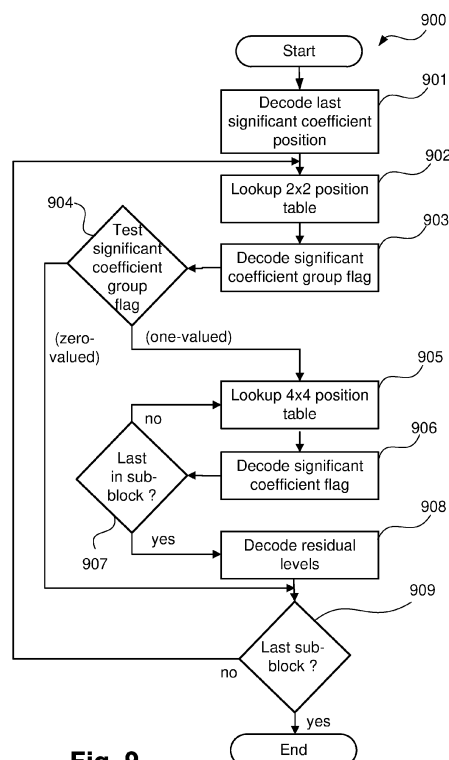 900
Start
901
Decode last
significant coefficient
position
902
Lookup 2x2 position
table
903
Decode significant
coefficient group flag
904
Test
significant
coefficient
group
flag
(zero-
valued)
(one-valued)
905
Lookup 4x4 position
table
906
Decode significant
coefficient flag
no
Last
in sub-
block ?
907
yes
908
Decode residual
levels
909
Last sub-
block ?
no
yes
End
Fig. 9